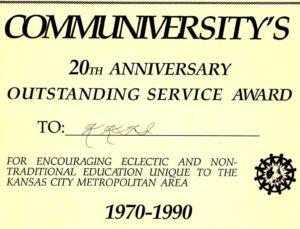 COMMUNIVERSITY'S
20TH ANNIVERSARY
OUTSTANDING SERVICE AWARD
TO:
FOR ENCOURAGING ECLECTIC AND NON-
TRADITIONAL EDUCATION UNIQUE TO THE
KANSAS CITY METROPOLITAN AREA
1970-1990